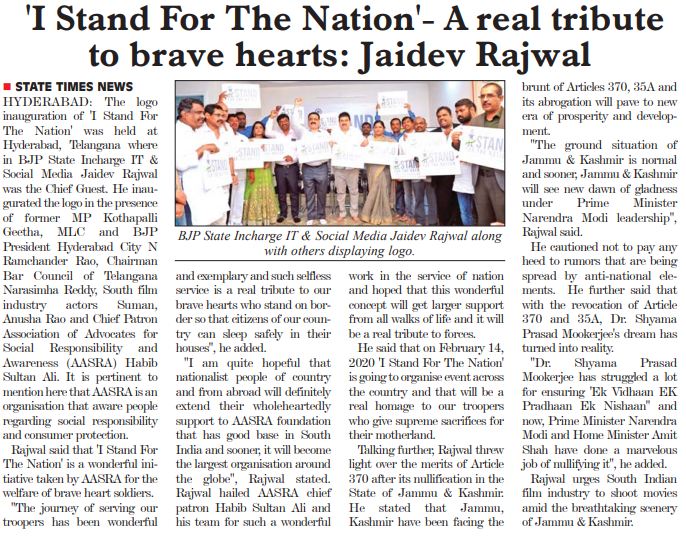 'I Stand For The Nation'- A real tribute
to brave hearts: Jaidev Rajwal
STATE TIMES NEWS
HYDERABAD: The logo
inauguration of 'I Stand For
The Nation' was held at
Hyderabad, Telangana where
in BJP State Incharge IT &
Social Media Jaidev Rajwal
was the Chief Guest. He inau-
gurated the logo in the presence
of former MP Kothapalli
Geetha, MLC and BJP
President Hyderabad City N
Ramchander Rao, Chairman
Bar Council of Telangana
Narasimha Reddy, South film
industry actors Suman,
Anusha Rao and Chief Patron
Association of Advocates for
Social Responsibility and
Awareness (AASRA) Habib
Sultan Ali. It is pertinent to
mention here that AASRA is an
organisation that aware people
regarding social responsibility
and consumer protection.
Rajwal said that 'I Stand For
The Nation' is a wonderful ini-
tiative taken by AASRA for the
welfare of brave heart soldiers.
"The journey of serving our
troopers has been wonderful
STAND
STAND
STAND
BJP State Incharge IT & Social Media Jaidev Rajwal along
with others displaying logo.
and exemplary and such selfless
service is a real tribute to our
brave hearts who stand on bor-
der so that citizens of our coun-
try can sleep safely in their
houses", he added.
"I am quite hopeful that
nationalist people of country
and from abroad will definitely
extend their wholeheartedly
support to AASRA foundation
that has good base in South
India and sooner, it will become
the largest organisation around
the globe", Rajwal stated.
Rajwal hailed AASRA chief
patron Habib Sultan Ali and
his team for such a wonderful
work in the service of nation
and hoped that this wonderful
concept will get larger support
from all walks of life and it will
be a real tribute to forces.
He said that on February 14,
2020 'I Stand For The Nation'
is going to organise event across
the country and that will be a
real homage to our troopers
who give supreme sacrifices for
their motherland.
Talking further, Rajwal threw
light over the merits of Article
370 after its nullification in the
State of Jammu & Kashmir.
He stated that Jammu,
Kashmir have been facing the
brunt of Articles 370, 35A and
its abrogation will pave to new
era of prosperity and develop-
ment.
"The ground situation of
Jammu & Kashmir is normal
and sooner, Jammu & Kashmir
will see new dawn of gladness
under Prime Minister
Narendra Modi leadership",
Rajwal said.
He cautioned not to pay any
heed to rumors that are being
spread by anti-national ele-
ments. He further said that
with the revocation of Article
370 and 35A, Dr. Shyama
Prasad Mookerjee's dream has
turned into reality.
"Dr. Shyama Prasad
Mookerjee has struggled a lot
for ensuring 'Ek Vidhaan EK
Pradhaan Ek Nishaan" and
now, Prime Minister Narendra
Modi and Home Minister Amit
Shah have done a marvelous
job of nullifying it", he added.
Rajwal urges South Indian
film industry to shoot movies
amid the breathtaking scenery
of Jammu & Kashmir.